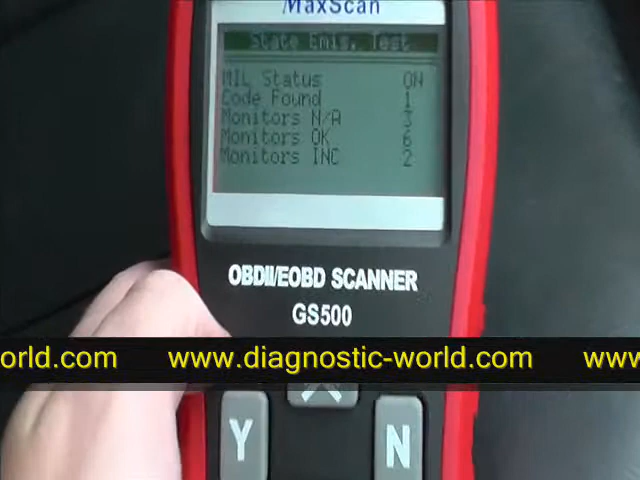 MaxScan
State Emis. Test
MIL Status ON
Code Found 1
Monitors N/A 3
Monitors OK 6
Monitors INC 2
OBDII/EOBD SCANNER
GS500
world.com www.diagnostic-world.com www
Y N